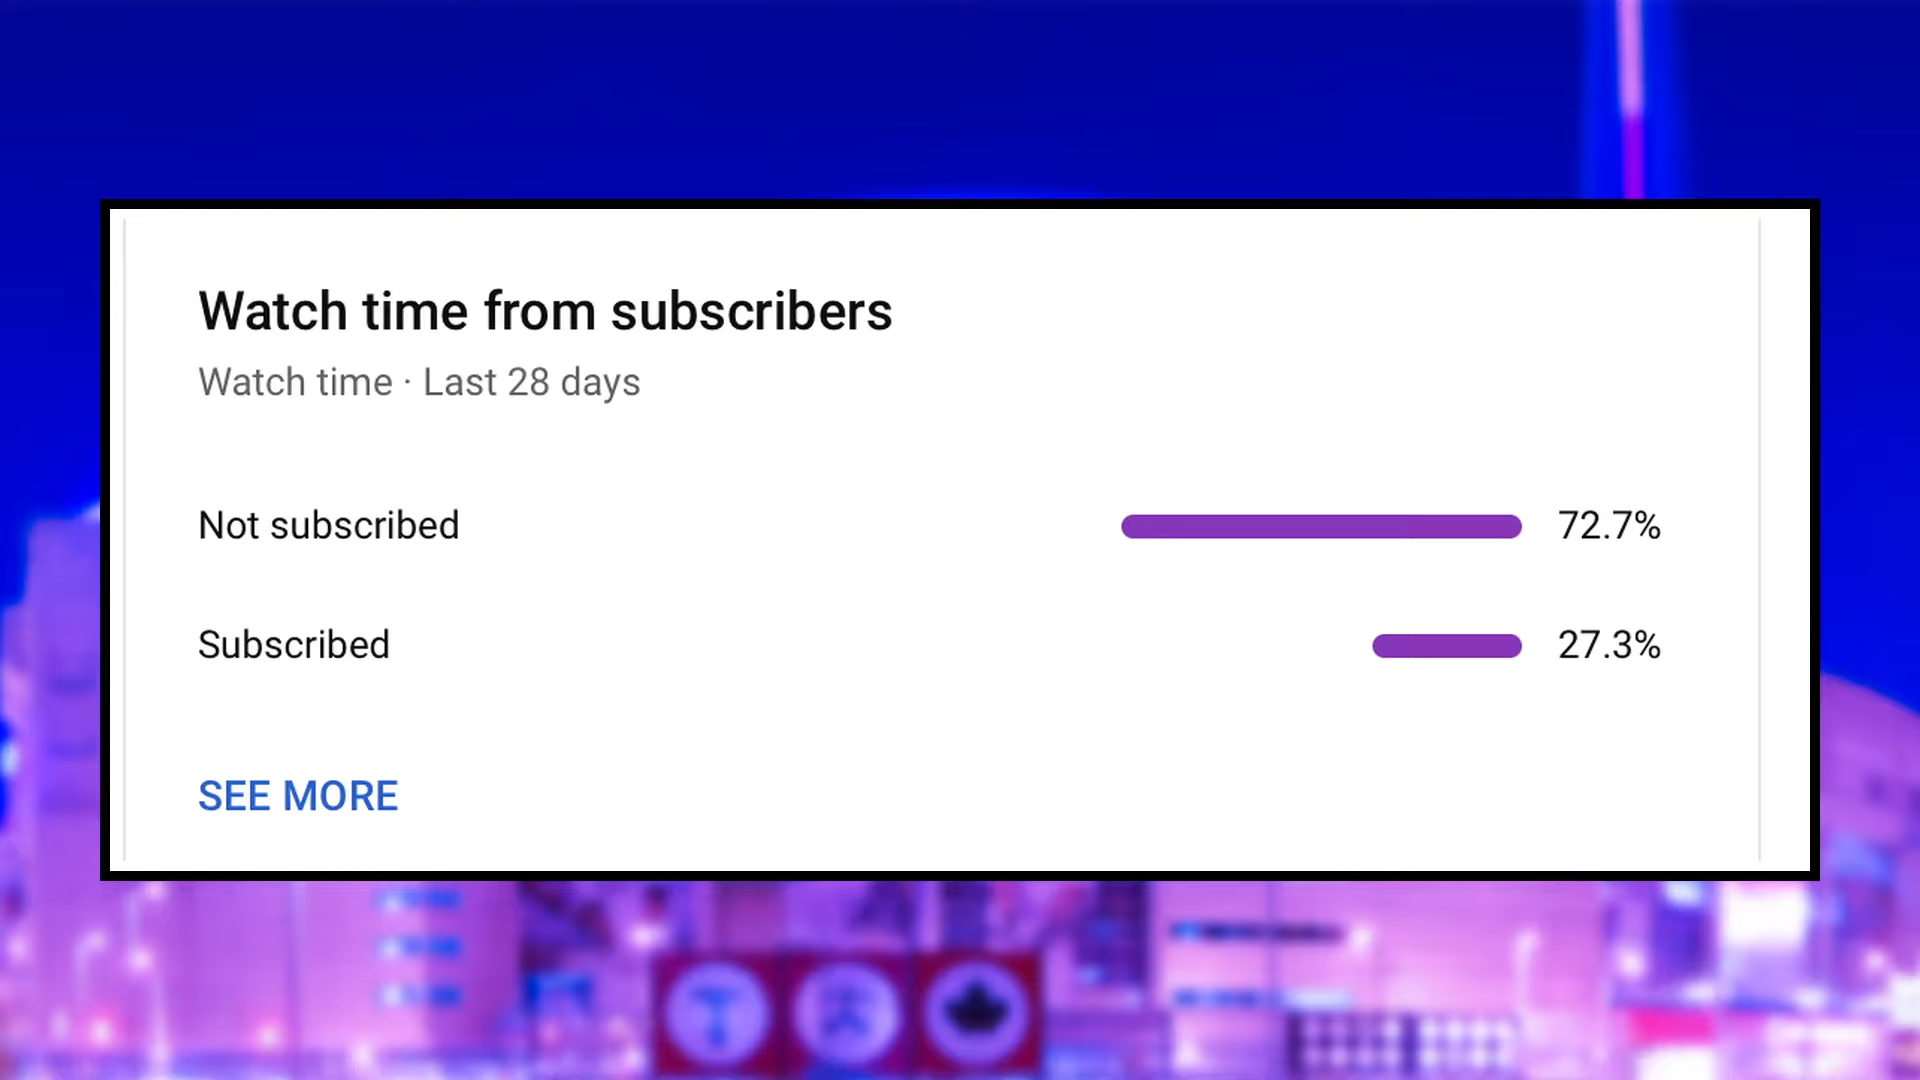 Watch time from subscribers
Watch time · Last 28 days
Not subscribed 72.7%
Subscribed 27.3%
SEE MORE